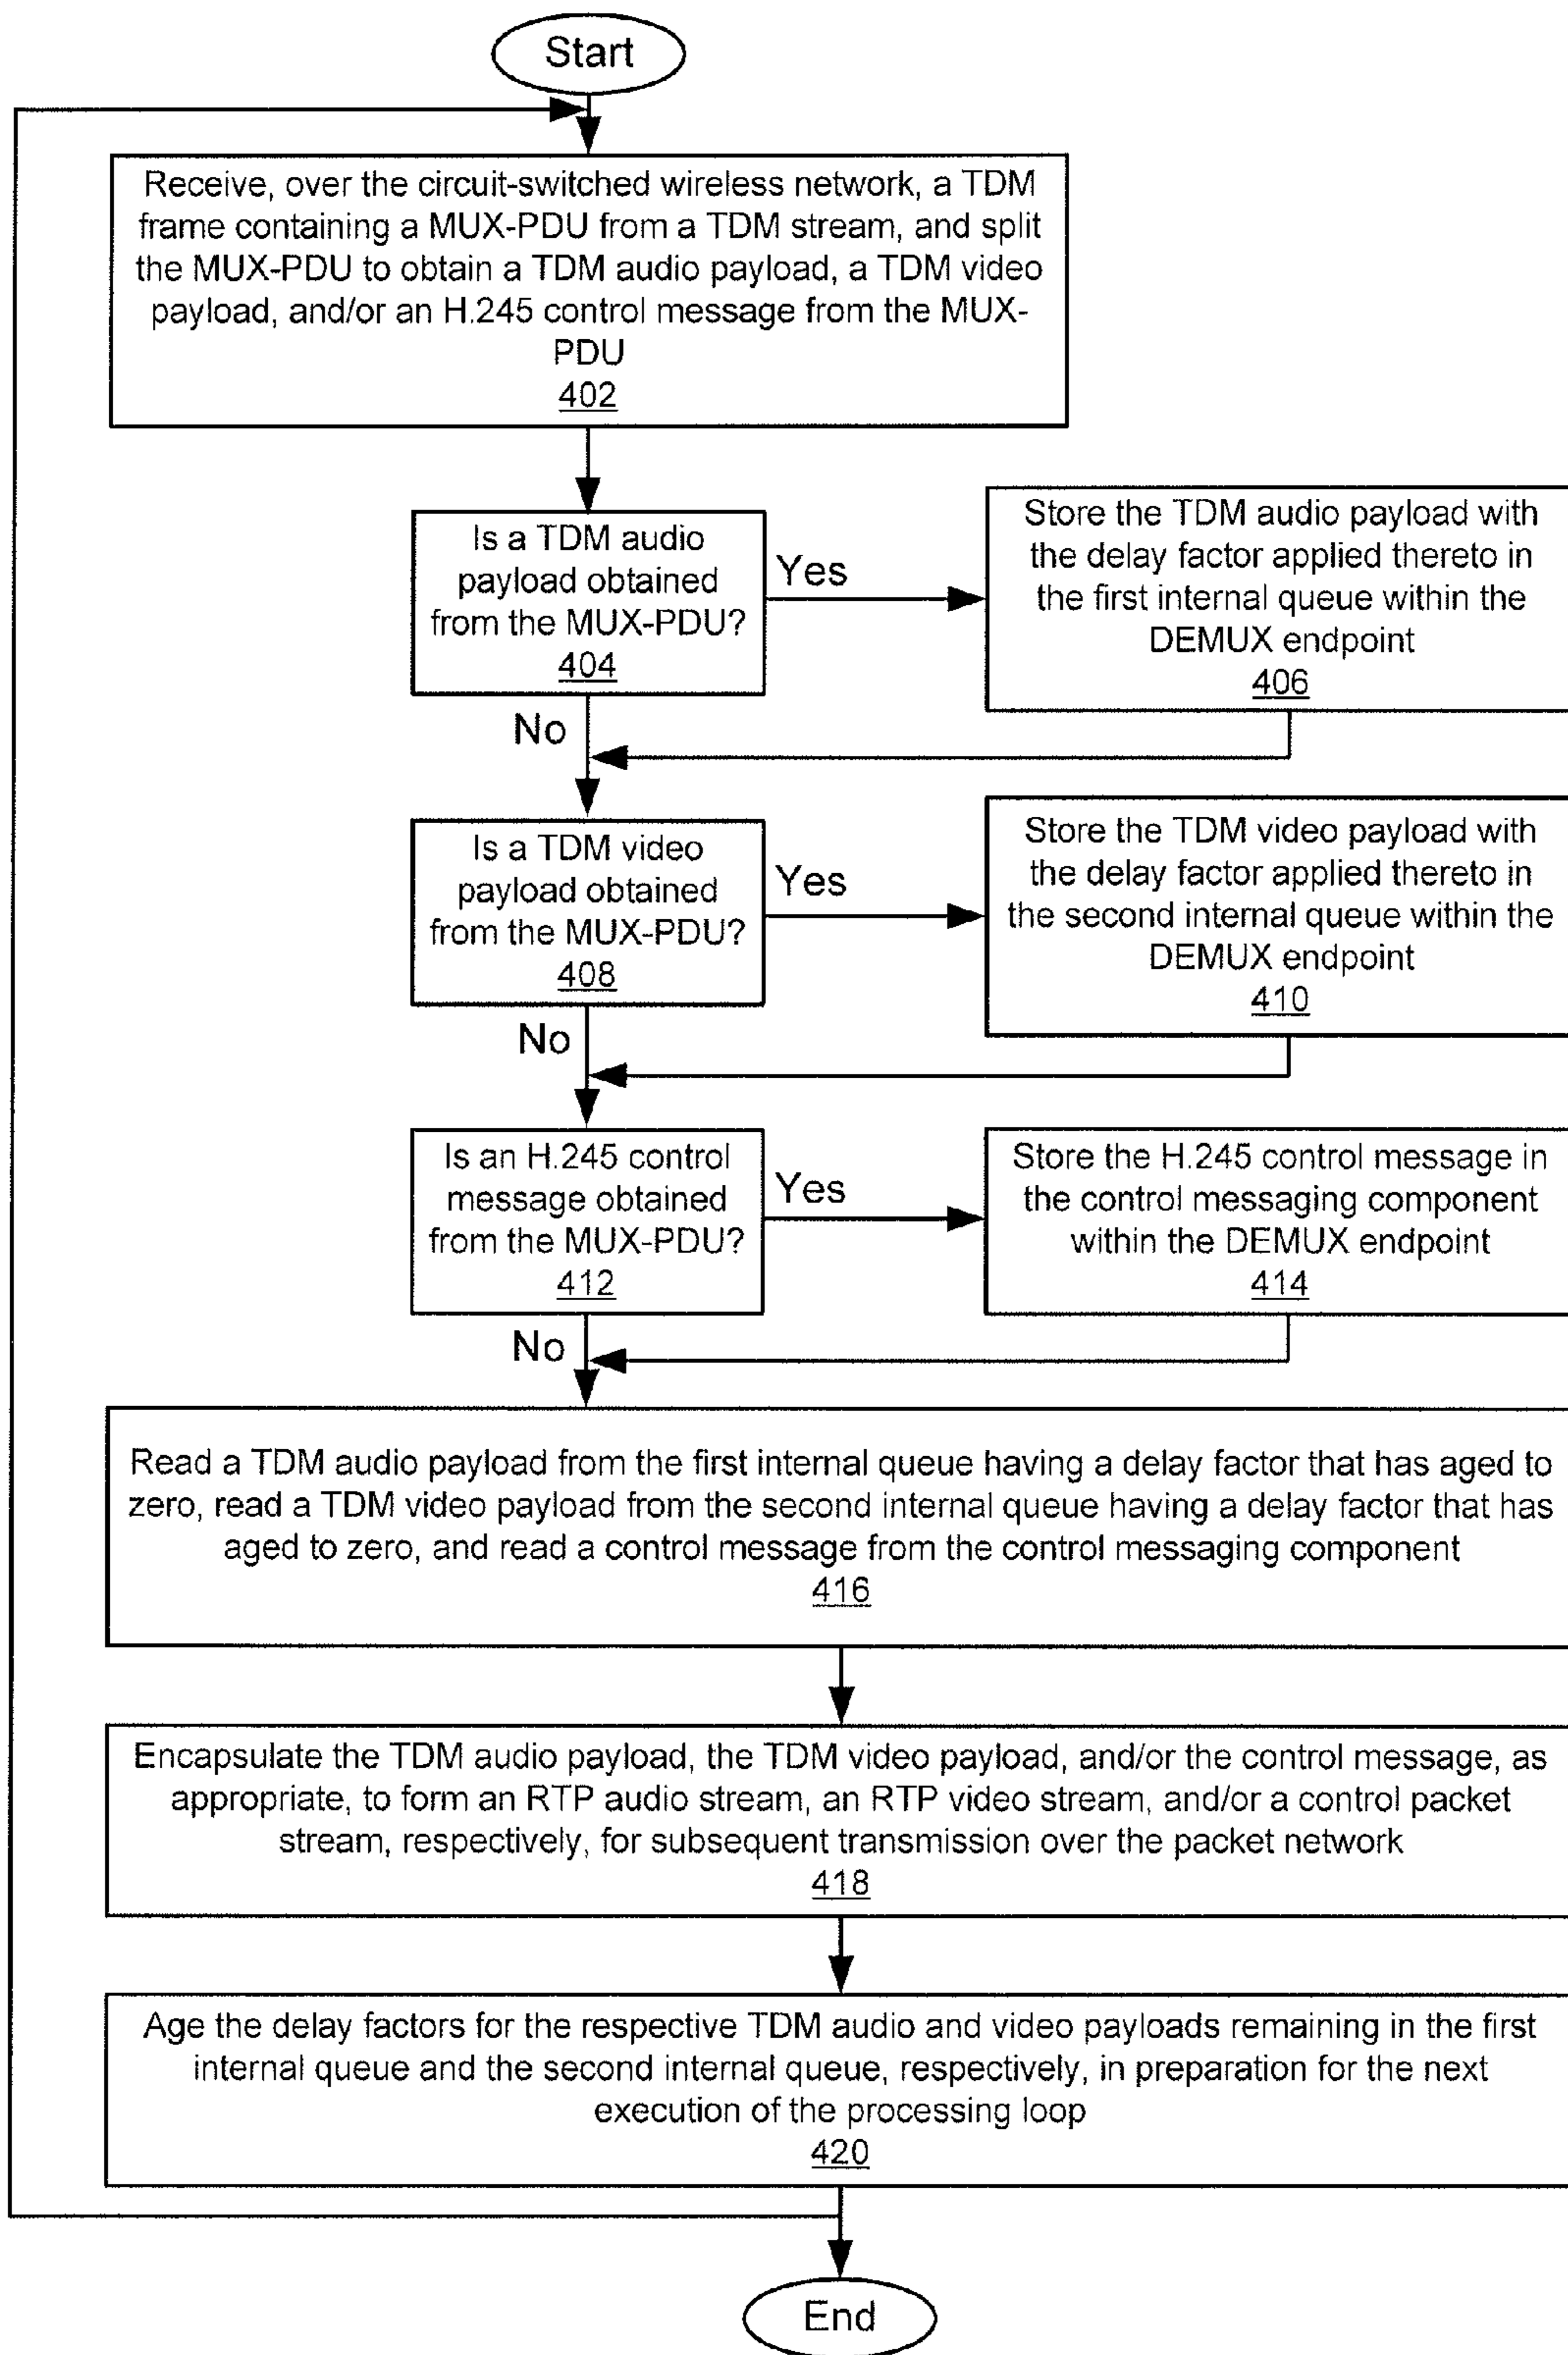 Start
Receive, over the circuit-switched wireless network, a TDM
frame containing a MUX-PDU from a TDM stream, and split
the MUX-PDU to obtain a TDM audio payload, a TDM video
payload, and/or an H.245 control message from the MUX-
PDU
402
Is a TDM audio
payload obtained
from the MUX-PDU?
404
Yes
Store the TDM audio payload with
the delay factor applied thereto in
the first internal queue within the
DEMUX endpoint
406
No
Is a TDM video
payload obtained
from the MUX-PDU?
408
Yes
Store the TDM video payload with
the delay factor applied thereto in
the second internal queue within the
DEMUX endpoint
410
No
Is an H.245 control
message obtained
from the MUX-PDU?
412
Yes
Store the H.245 control message in
the control messaging component
within the DEMUX endpoint
414
No
Read a TDM audio payload from the first internal queue having a delay factor that has aged to
zero, read a TDM video payload from the second internal queue having a delay factor that has
aged to zero, and read a control message from the control messaging component
416
Encapsulate the TDM audio payload, the TDM video payload, and/or the control message, as
appropriate, to form an RTP audio stream, an RTP video stream, and/or a control packet
stream, respectively, for subsequent transmission over the packet network
418
Age the delay factors for the respective TDM audio and video payloads remaining in the first
internal queue and the second internal queue, respectively, in preparation for the next
execution of the processing loop
420
End